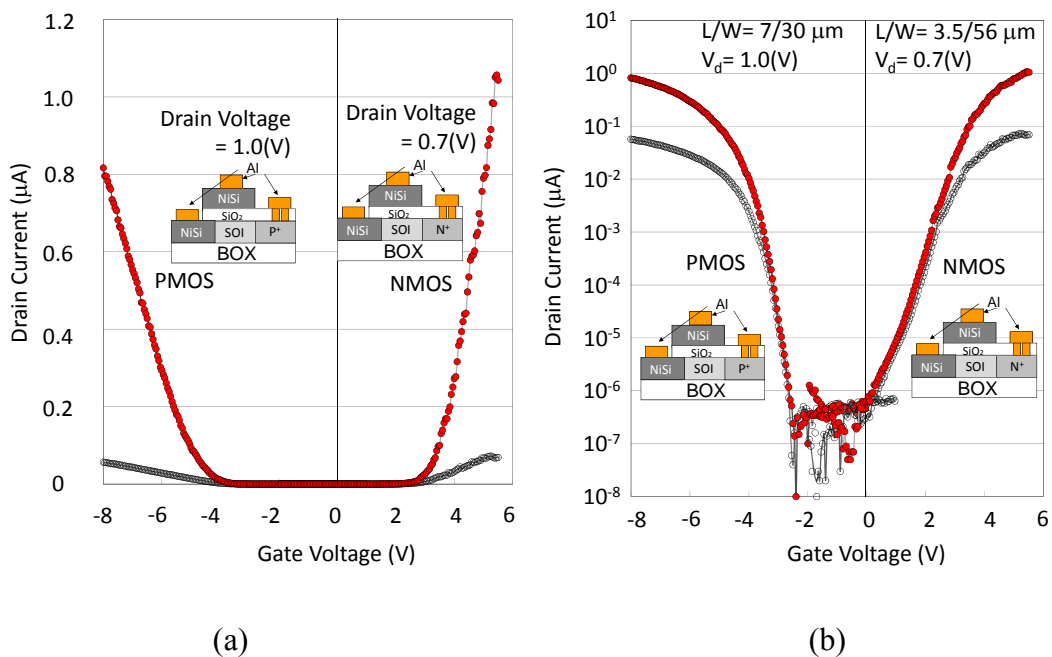 1.2
1.0
0.8
0.6
0.4
0.2
0
-8
-6
-4
-2
0
2
4
6
Drain Current (μA)
Gate Voltage (V)
Drain Voltage
= 1.0(V)
Al
NiSi
SiO₂
NiSi SOI P⁺
BOX
PMOS
Drain Voltage
= 0.7(V)
NiSi
SiO₂
NiSi SOI N⁺
BOX
NMOS
(a)
L/W= 7/30 μm
V_d= 1.0(V)
L/W= 3.5/56 μm
V_d= 0.7(V)
10¹
10⁰
10⁻¹
10⁻²
10⁻³
10⁻⁴
10⁻⁵
10⁻⁶
10⁻⁷
10⁻⁸
-8
-6
-4
-2
0
2
4
6
Drain Current (μA)
Gate Voltage (V)
PMOS
Al
NiSi
SiO₂
NiSi SOI P⁺
BOX
NMOS
Al
NiSi
SiO₂
NiSi SOI N⁺
BOX
(b)